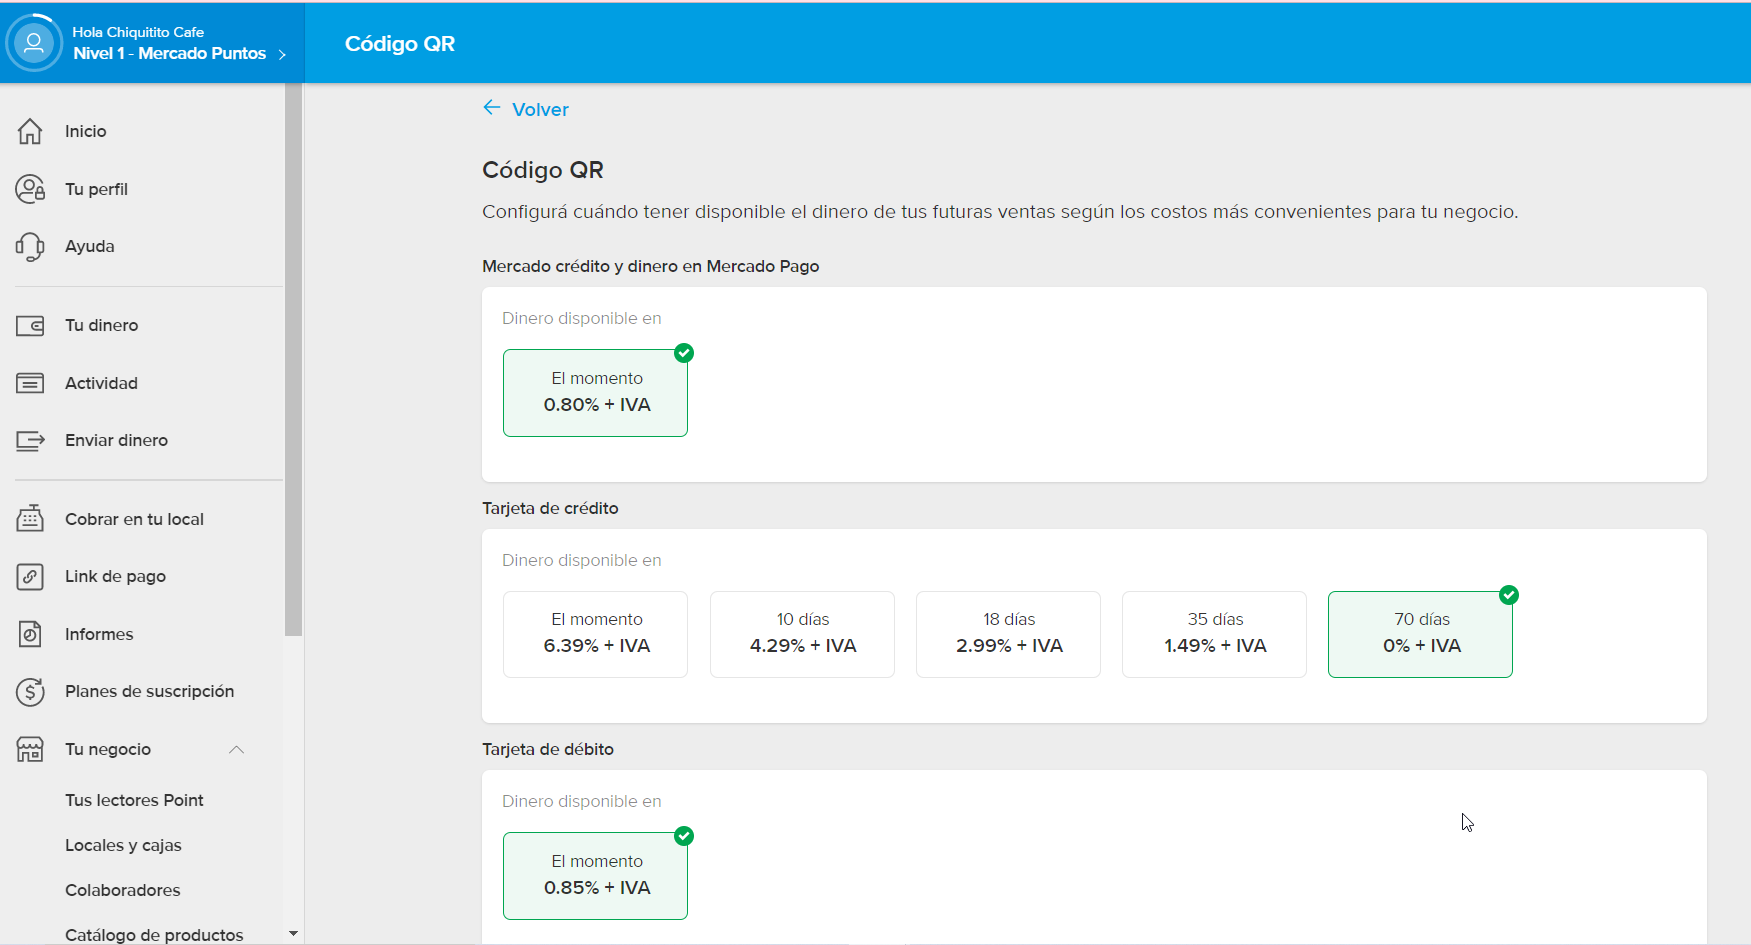 Hola Chiquitito Cafe
Nivel 1 - Mercado Puntos
Código QR
Inicio
Tu perfil
Ayuda
Tu dinero
Actividad
Enviar dinero
Cobrar en tu local
Link de pago
Informes
Planes de suscripción
Tu negocio
Tus lectores Point
Locales y cajas
Colaboradores
Catálogo de productos
Volver
Código QR
Configurá cuándo tener disponible el dinero de tus futuras ventas según los costos más convenientes para tu negocio.
Mercado crédito y dinero en Mercado Pago
Dinero disponible en
El momento
0.80% + IVA
Tarjeta de crédito
Dinero disponible en
El momento
6.39% + IVA
10 días
4.29% + IVA
18 días
2.99% + IVA
35 días
1.49% + IVA
70 días
0% + IVA
Tarjeta de débito
Dinero disponible en
El momento
0.85% + IVA